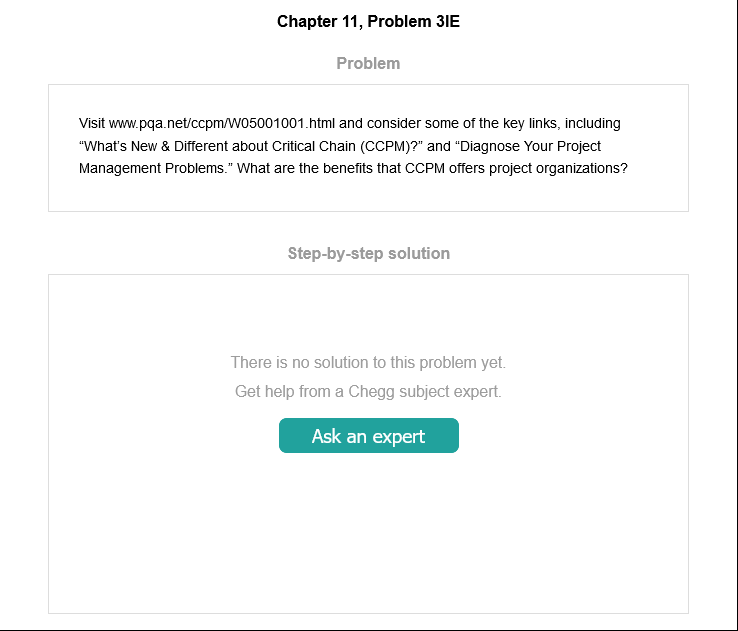 Chapter 11, Problem 3IE
Problem
Visit www.pqa.net/ccpm/W05001001.html and consider some of the key links, including
“What’s New & Different about Critical Chain (CCPM)?” and “Diagnose Your Project
Management Problems.” What are the benefits that CCPM offers project organizations?
Step-by-step solution
There is no solution to this problem yet.
Get help from a Chegg subject expert.
Ask an expert